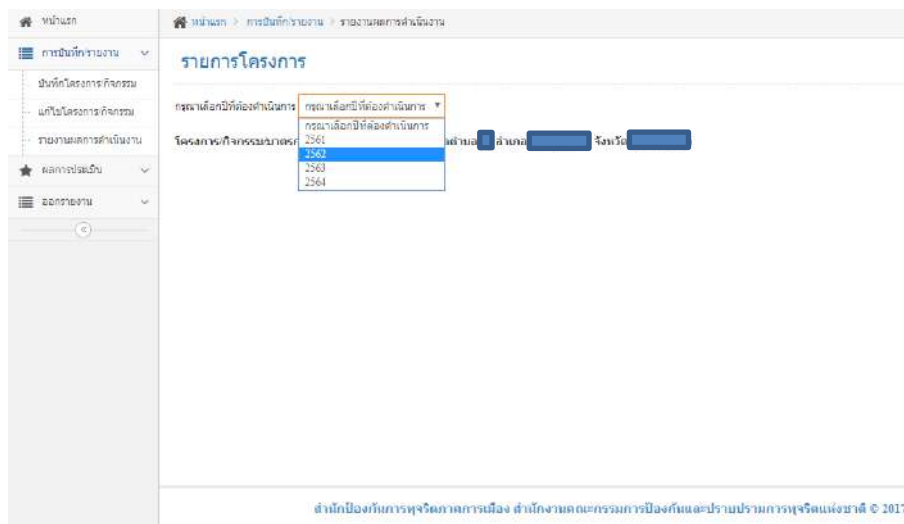 หน้าแรก
การบันทึก/รายงาน
บันทึกโครงการ/กิจกรรม
แก้ไขโครงการ/กิจกรรม
รายงานผลการดำเนินงาน
ผลการประเมิน
ออกรายงาน
หน้าแรก > การบันทึก/รายงาน > รายงานผลการดำเนินงาน
รายการโครงการ
กรุณาเลือกปีที่ต้องดำเนินการ กรุณาเลือกปีที่ต้องดำเนินการ
กรุณาเลือกปีที่ต้องดำเนินการ
2561
2562
2563
2564
โครงการ/กิจกรรม/มาตร อำเภอ จังหวัด
สำนักป้องกันการทุจริตภาคการเมือง สำนักงานคณะกรรมการป้องกันและปราบปรามการทุจริตแห่งชาติ © 2017